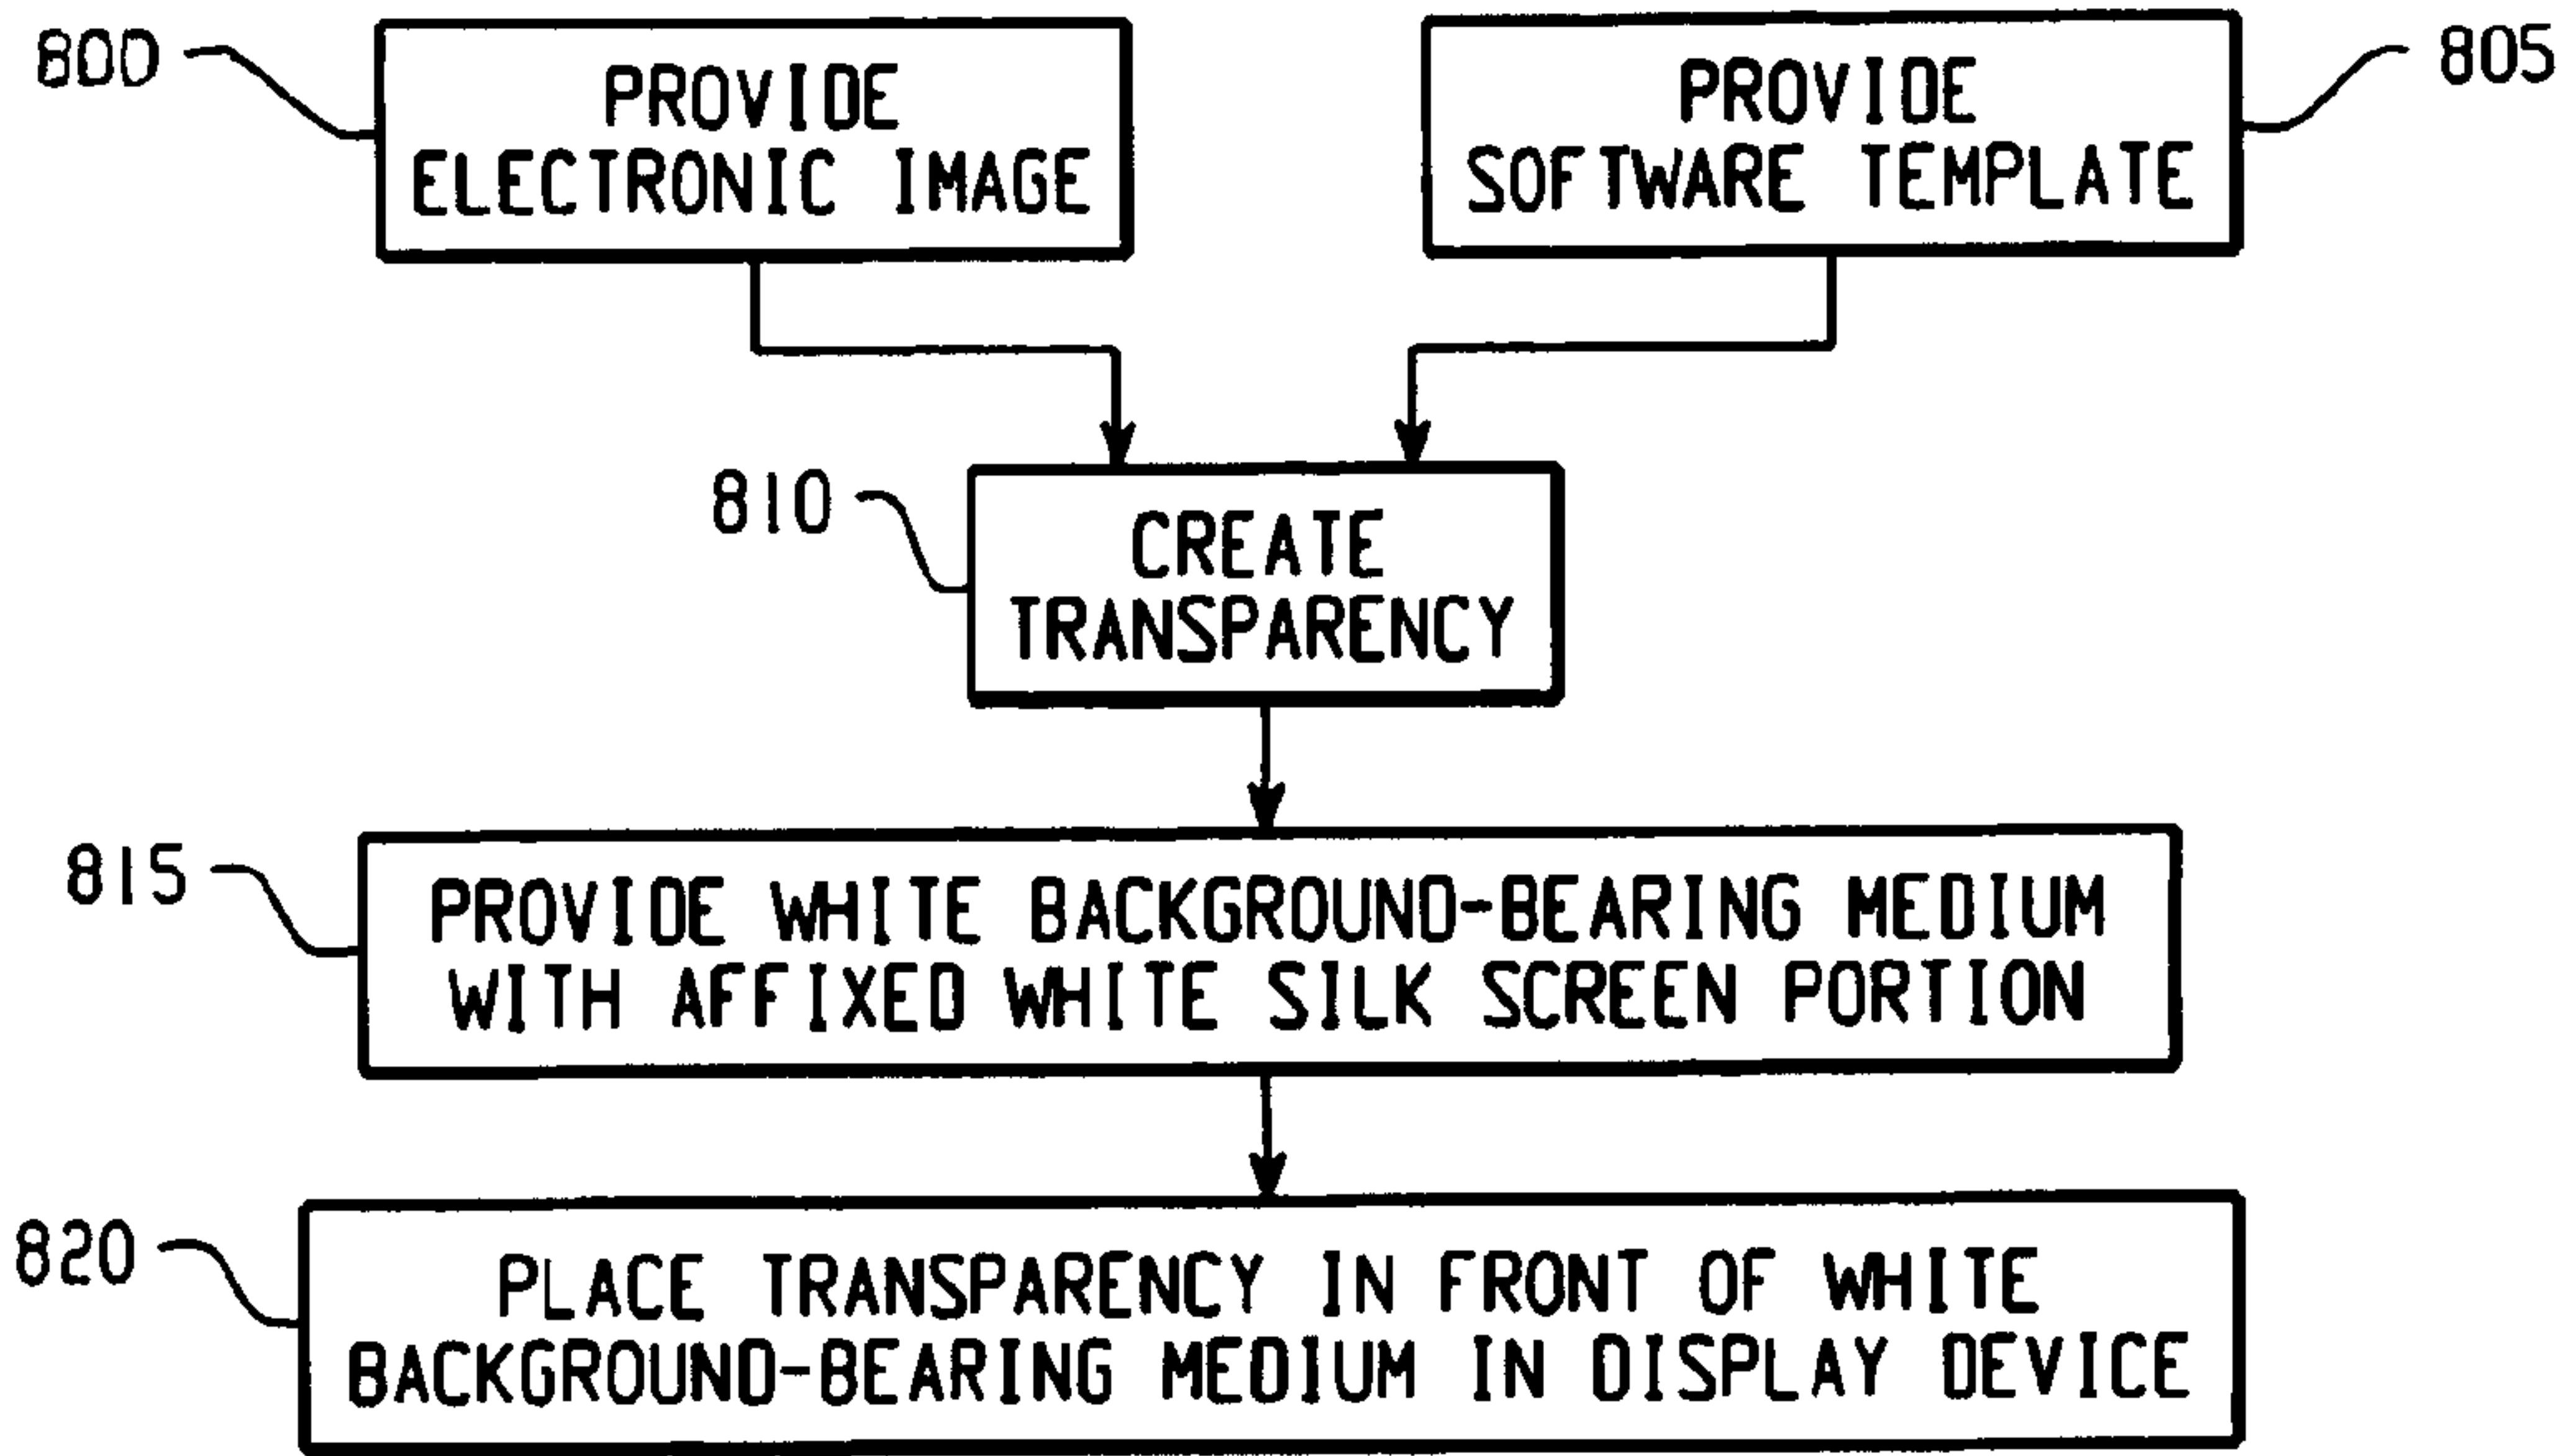 800
PROVIDE
ELECTRONIC IMAGE
PROVIDE
SOFTWARE TEMPLATE
805
810
CREATE
TRANSPARENCY
815
PROVIDE WHITE BACKGROUND-BEARING MEDIUM
WITH AFFIXED WHITE SILK SCREEN PORTION
820
PLACE TRANSPARENCY IN FRONT OF WHITE
BACKGROUND-BEARING MEDIUM IN DISPLAY DEVICE